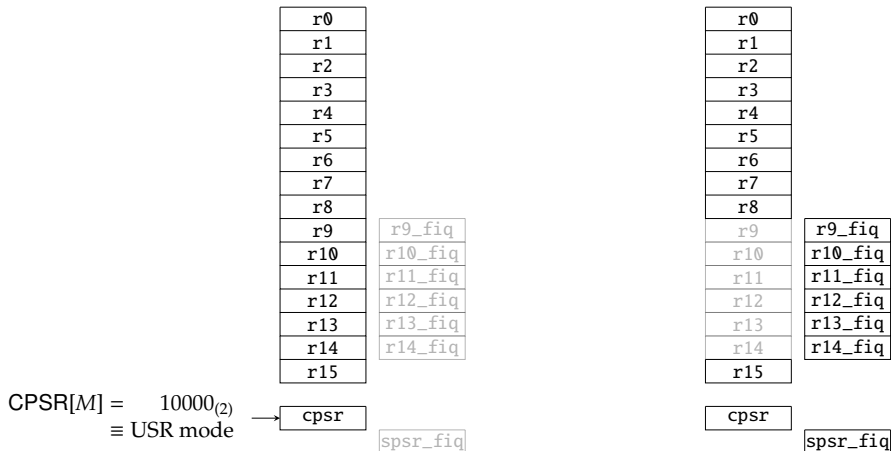 r0 r0
r1 r1
r2 r2
r3 r3
r4 r4
r5 r5
r6 r6
r7 r7
r8 r8
r9 r9_fiq r9 r9_fiq
r10 r10_fiq r10 r10_fiq
r11 r11_fiq r11 r11_fiq
r12 r12_fiq r12 r12_fiq
r13 r13_fiq r13 r13_fiq
r14 r14_fiq r14 r14_fiq
r15 r15
CPSR[M] = 10000(2) cpsr cpsr
≡ USR mode
spsr_fiq spsr_fiq